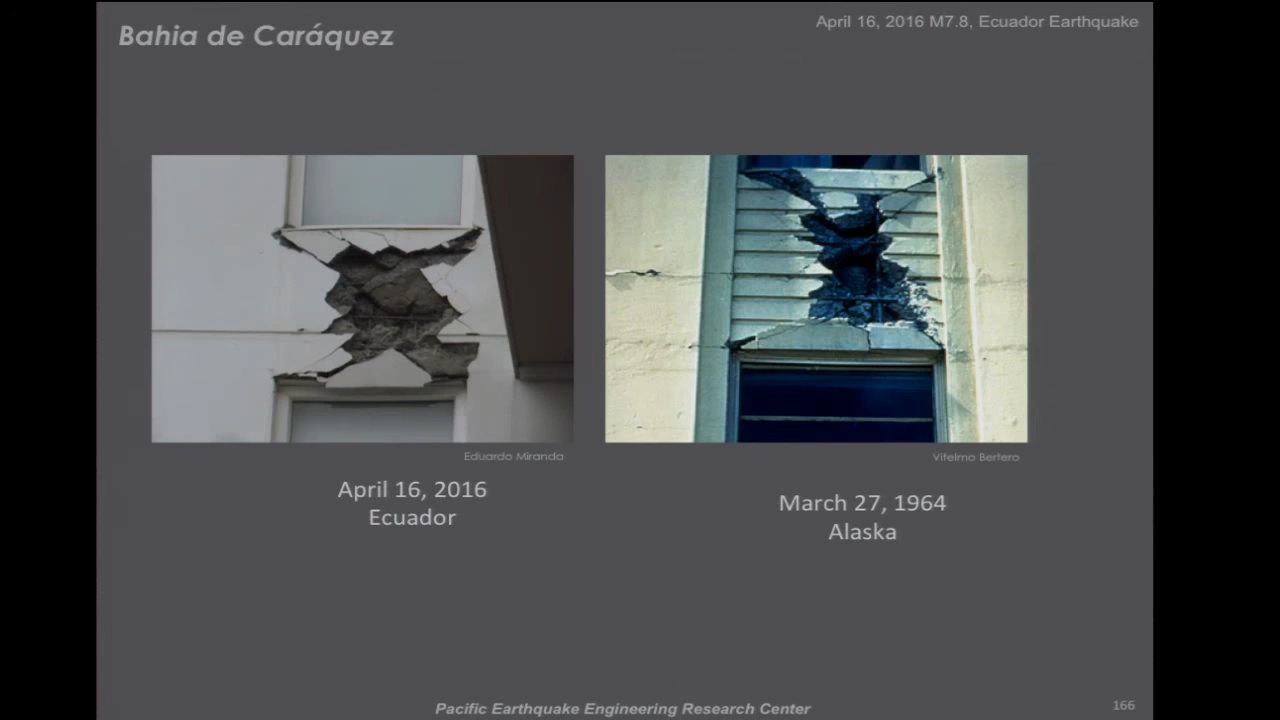 Bahia de Caráquez
April 16, 2016 M7.8, Ecuador Earthquake
Eduardo Miranda
Vitelmo Bertero
April 16, 2016
Ecuador
March 27, 1964
Alaska
Pacific Earthquake Engineering Research Center
166